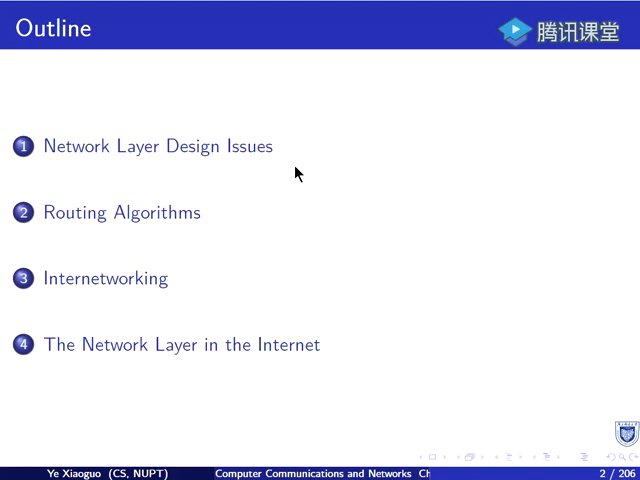 Outline
腾讯课堂
1 Network Layer Design Issues
2 Routing Algorithms
3 Internetworking
4 The Network Layer in the Internet
Ye Xiaoguo (CS, NUPT) Computer Communications and Networks Ch 2 / 206